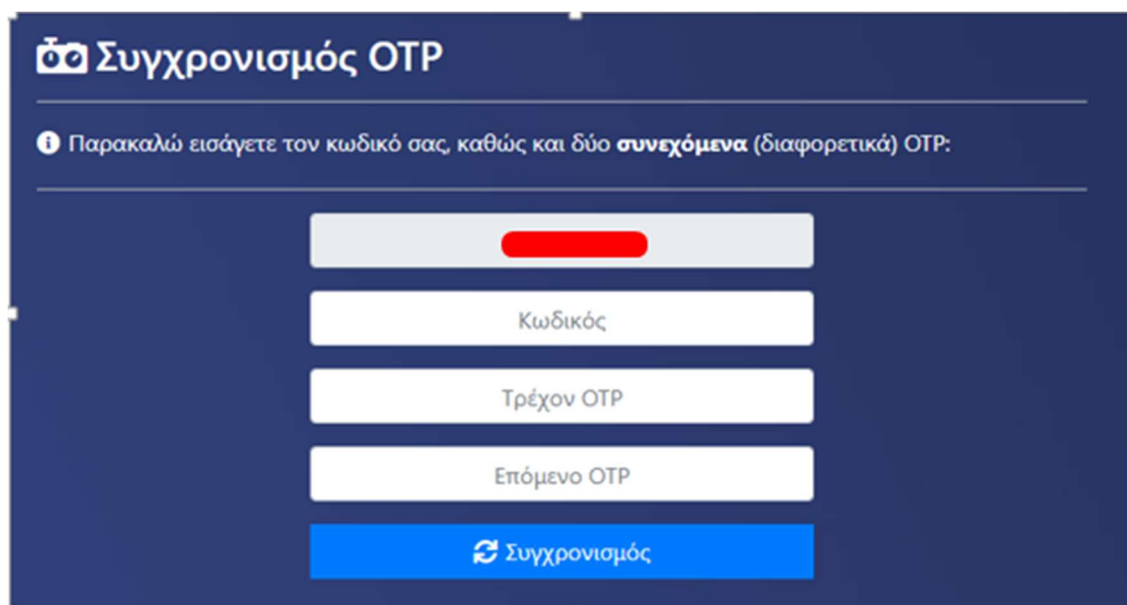 Συγχρονισμός OTP
Παρακαλώ εισάγετε τον κωδικό σας, καθώς και δύο συνεχόμενα (διαφορετικά) OTP:
Κωδικός
Τρέχον OTP
Επόμενο OTP
Συγχρονισμός